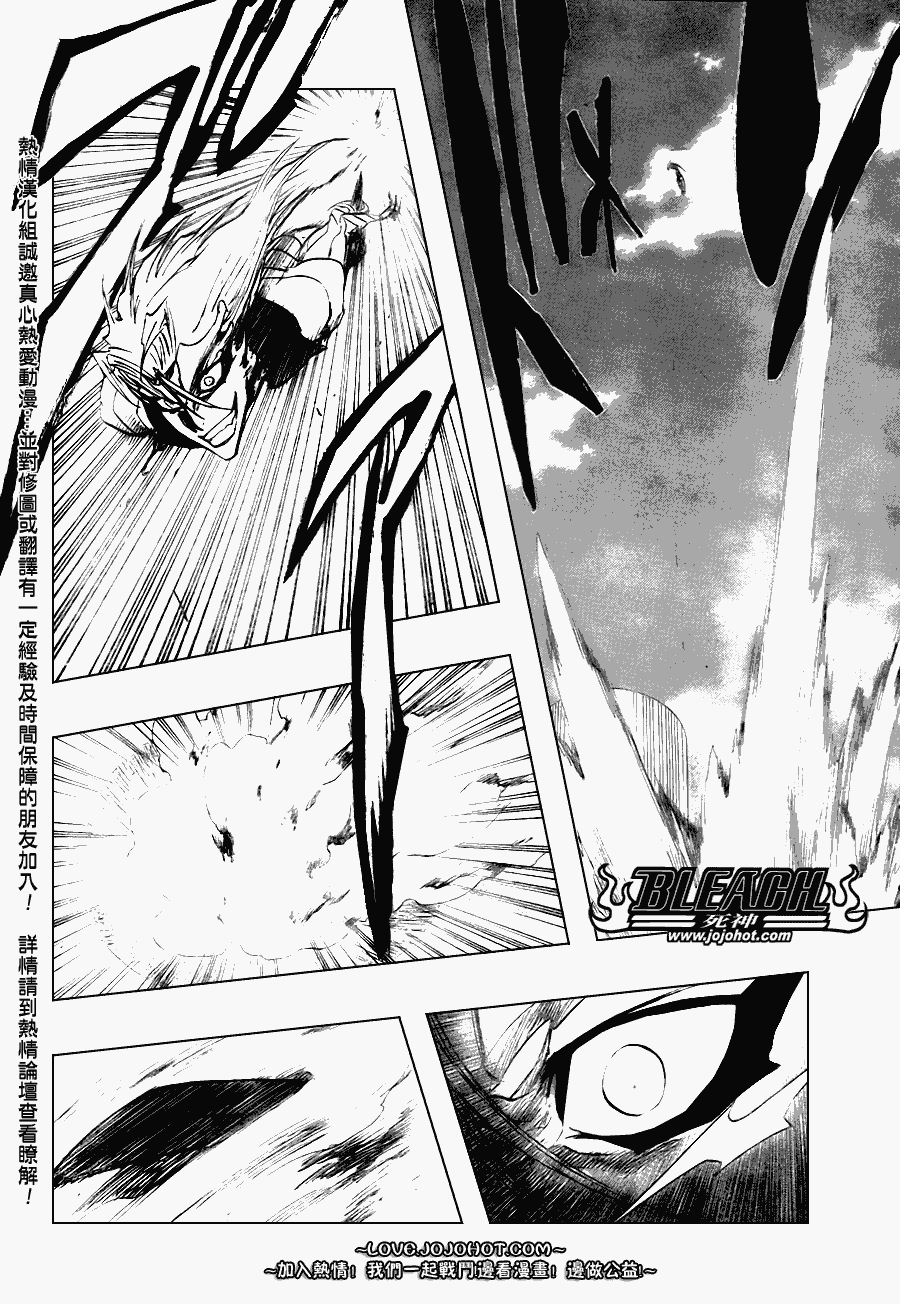 熱情漢化組誠邀真心熱愛動漫…並對修圖或翻譯有一定經驗及時間保障的朋友加入！ 詳情請到熱情論壇查看瞭解！
BLEACH
死神
www.jojohot.com
~LOVE.JOJOHOT.COM~
~加入熱情！我們一起戰鬥邊看漫畫！邊做公益!~